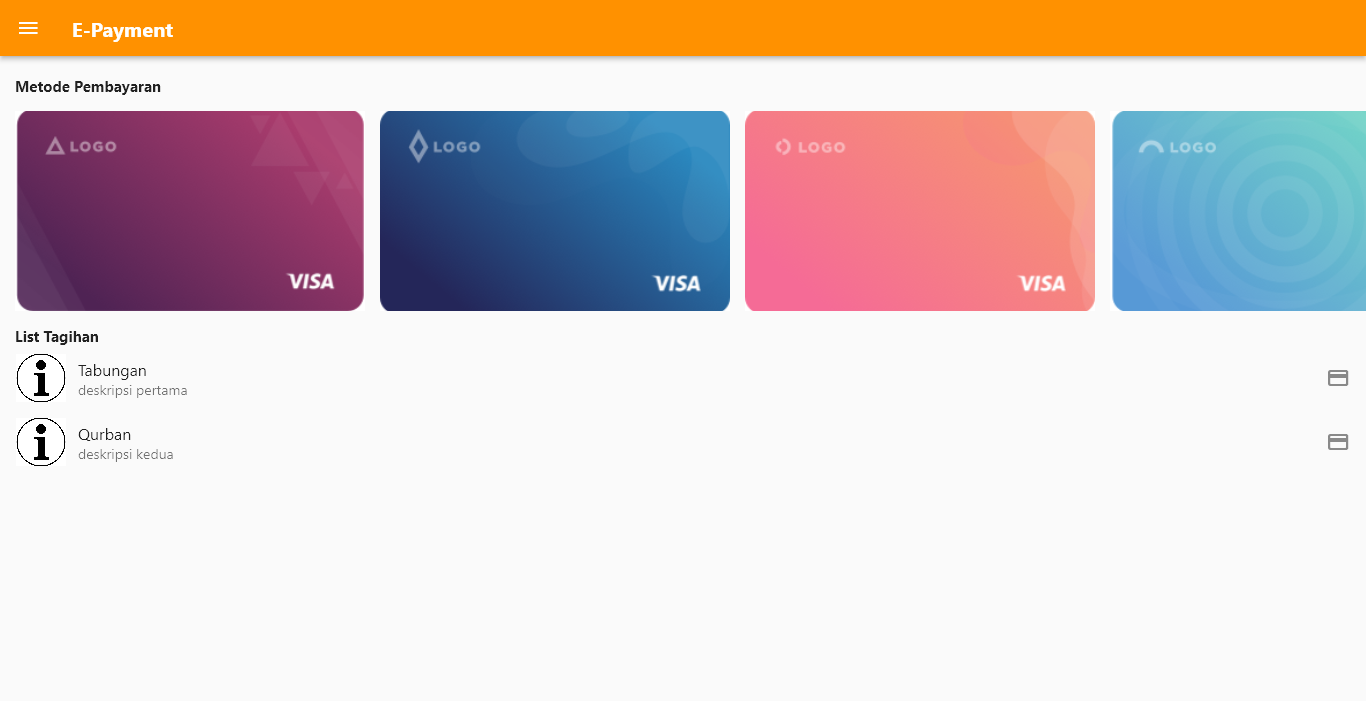 E-Payment
Metode Pembayaran
LOGO
LOGO
LOGO
LOGO
VISA
VISA
VISA
List Tagihan
Tabungan
deskripsi pertama
Qurban
deskripsi kedua